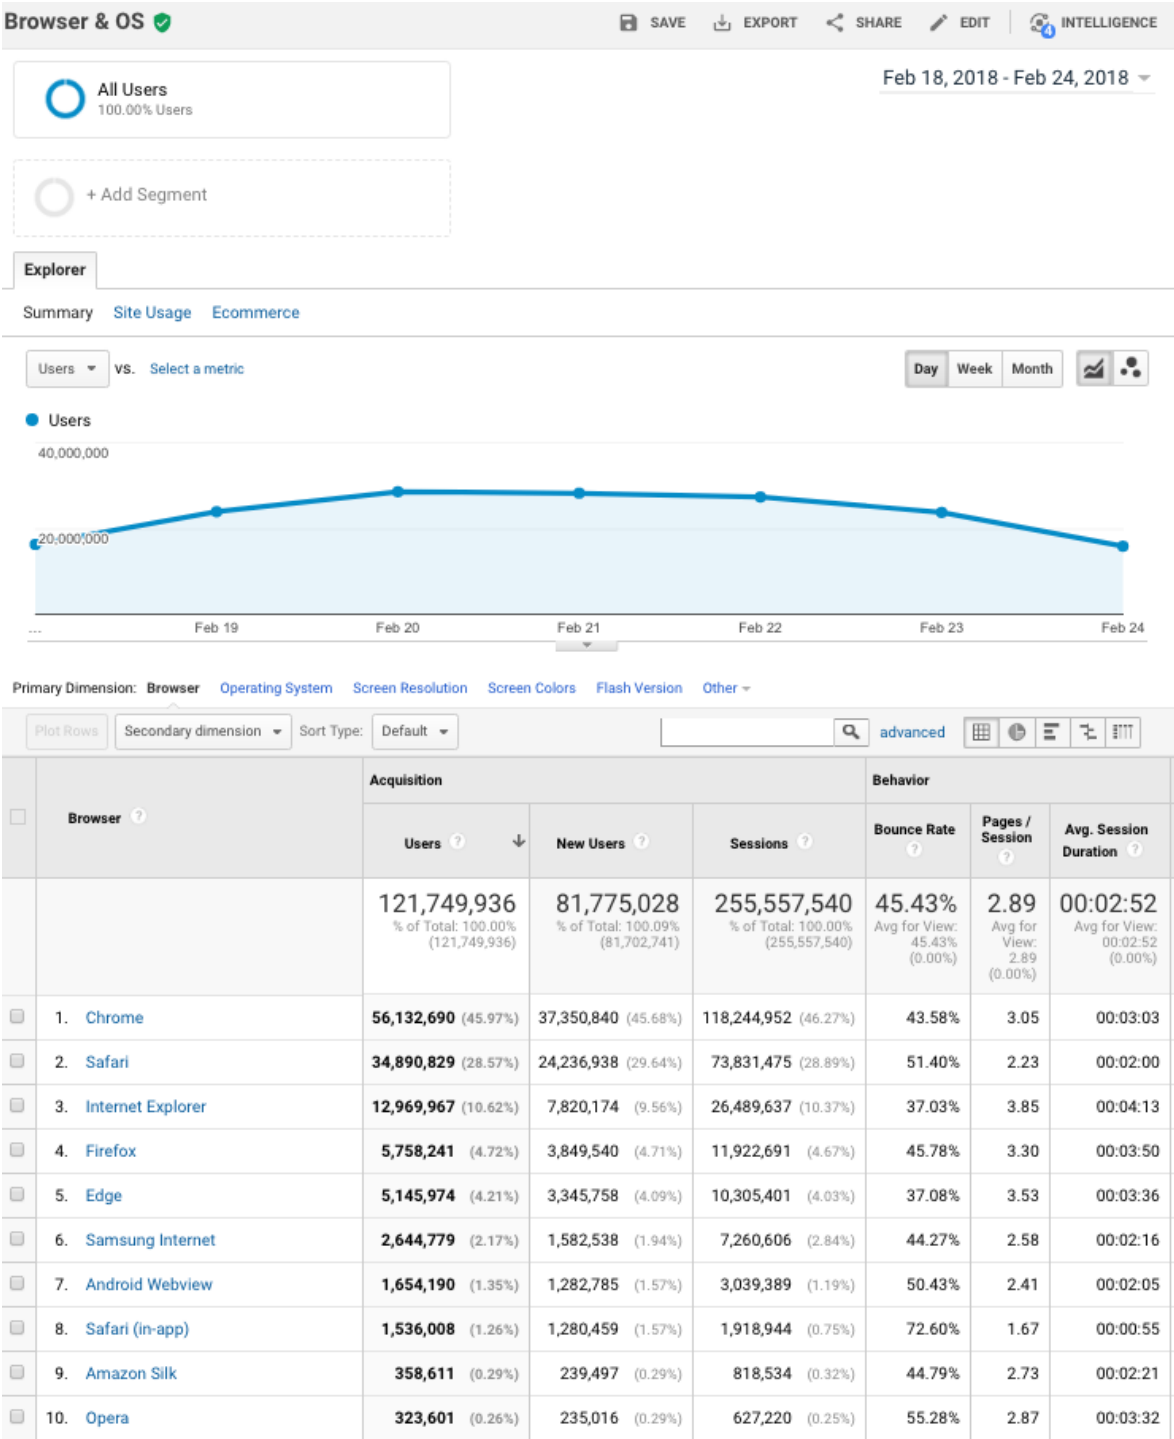 Browser & OS
SAVE EXPORT SHARE EDIT 4 INTELLIGENCE
All Users
100.00% Users
Feb 18, 2018 - Feb 24, 2018
+ Add Segment
Explorer
Summary Site Usage Ecommerce
Users VS. Select a metric
Day Week Month
Users
40,000,000
20,000,000
... Feb 19 Feb 20 Feb 21 Feb 22 Feb 23 Feb 24
Primary Dimension: Browser Operating System Screen Resolution Screen Colors Flash Version Other
Plot Rows Secondary dimension Sort Type: Default advanced
Acquisition Behavior
Browser ? Users ? New Users ? Sessions ? Bounce Rate ? Pages / Session ? Avg. Session Duration ?
121,749,936 81,775,028 255,557,540 45.43% 2.89 00:02:52
% of Total: 100.00% (121,749,936) % of Total: 100.09% (81,702,741) % of Total: 100.00% (255,557,540) Avg for View: 45.43% (0.00%) Avg for View: 2.89 (0.00%) Avg for View: 00:02:52 (0.00%)
1. Chrome 56,132,690 (45.97%) 37,350,840 (45.68%) 118,244,952 (46.27%) 43.58% 3.05 00:03:03
2. Safari 34,890,829 (28.57%) 24,236,938 (29.64%) 73,831,475 (28.89%) 51.40% 2.23 00:02:00
3. Internet Explorer 12,969,967 (10.62%) 7,820,174 (9.56%) 26,489,637 (10.37%) 37.03% 3.85 00:04:13
4. Firefox 5,758,241 (4.72%) 3,849,540 (4.71%) 11,922,691 (4.67%) 45.78% 3.30 00:03:50
5. Edge 5,145,974 (4.21%) 3,345,758 (4.09%) 10,305,401 (4.03%) 37.08% 3.53 00:03:36
6. Samsung Internet 2,644,779 (2.17%) 1,582,538 (1.94%) 7,260,606 (2.84%) 44.27% 2.58 00:02:16
7. Android Webview 1,654,190 (1.35%) 1,282,785 (1.57%) 3,039,389 (1.19%) 50.43% 2.41 00:02:05
8. Safari (in-app) 1,536,008 (1.26%) 1,280,459 (1.57%) 1,918,944 (0.75%) 72.60% 1.67 00:00:55
9. Amazon Silk 358,611 (0.29%) 239,497 (0.29%) 818,534 (0.32%) 44.79% 2.73 00:02:21
10. Opera 323,601 (0.26%) 235,016 (0.29%) 627,220 (0.25%) 55.28% 2.87 00:03:32